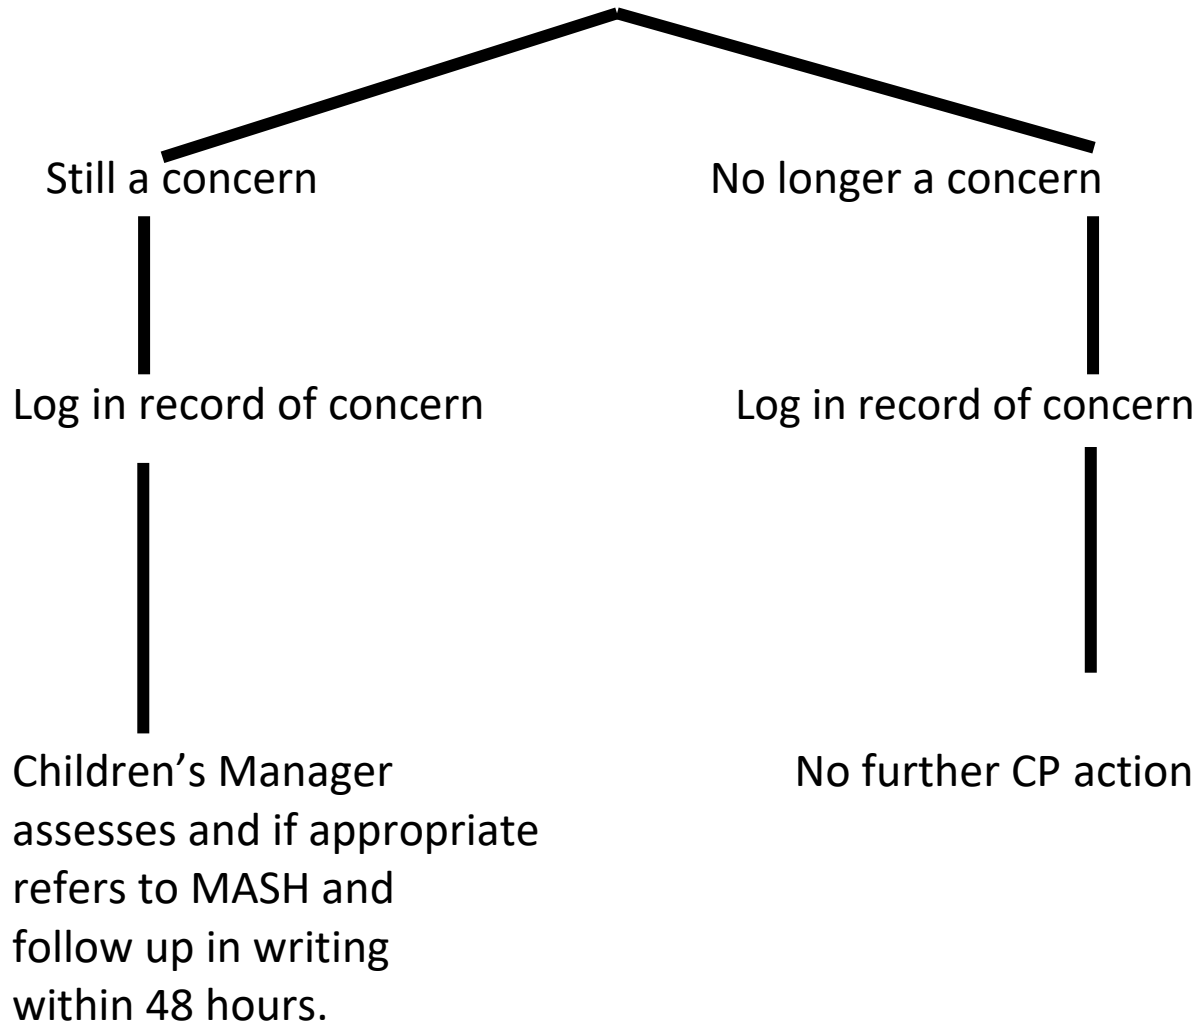 Still a concern
No longer a concern
Log in record of concern
Log in record of concern
Children’s Manager
assesses and if appropriate
refers to MASH and
follow up in writing
within 48 hours.
No further CP action